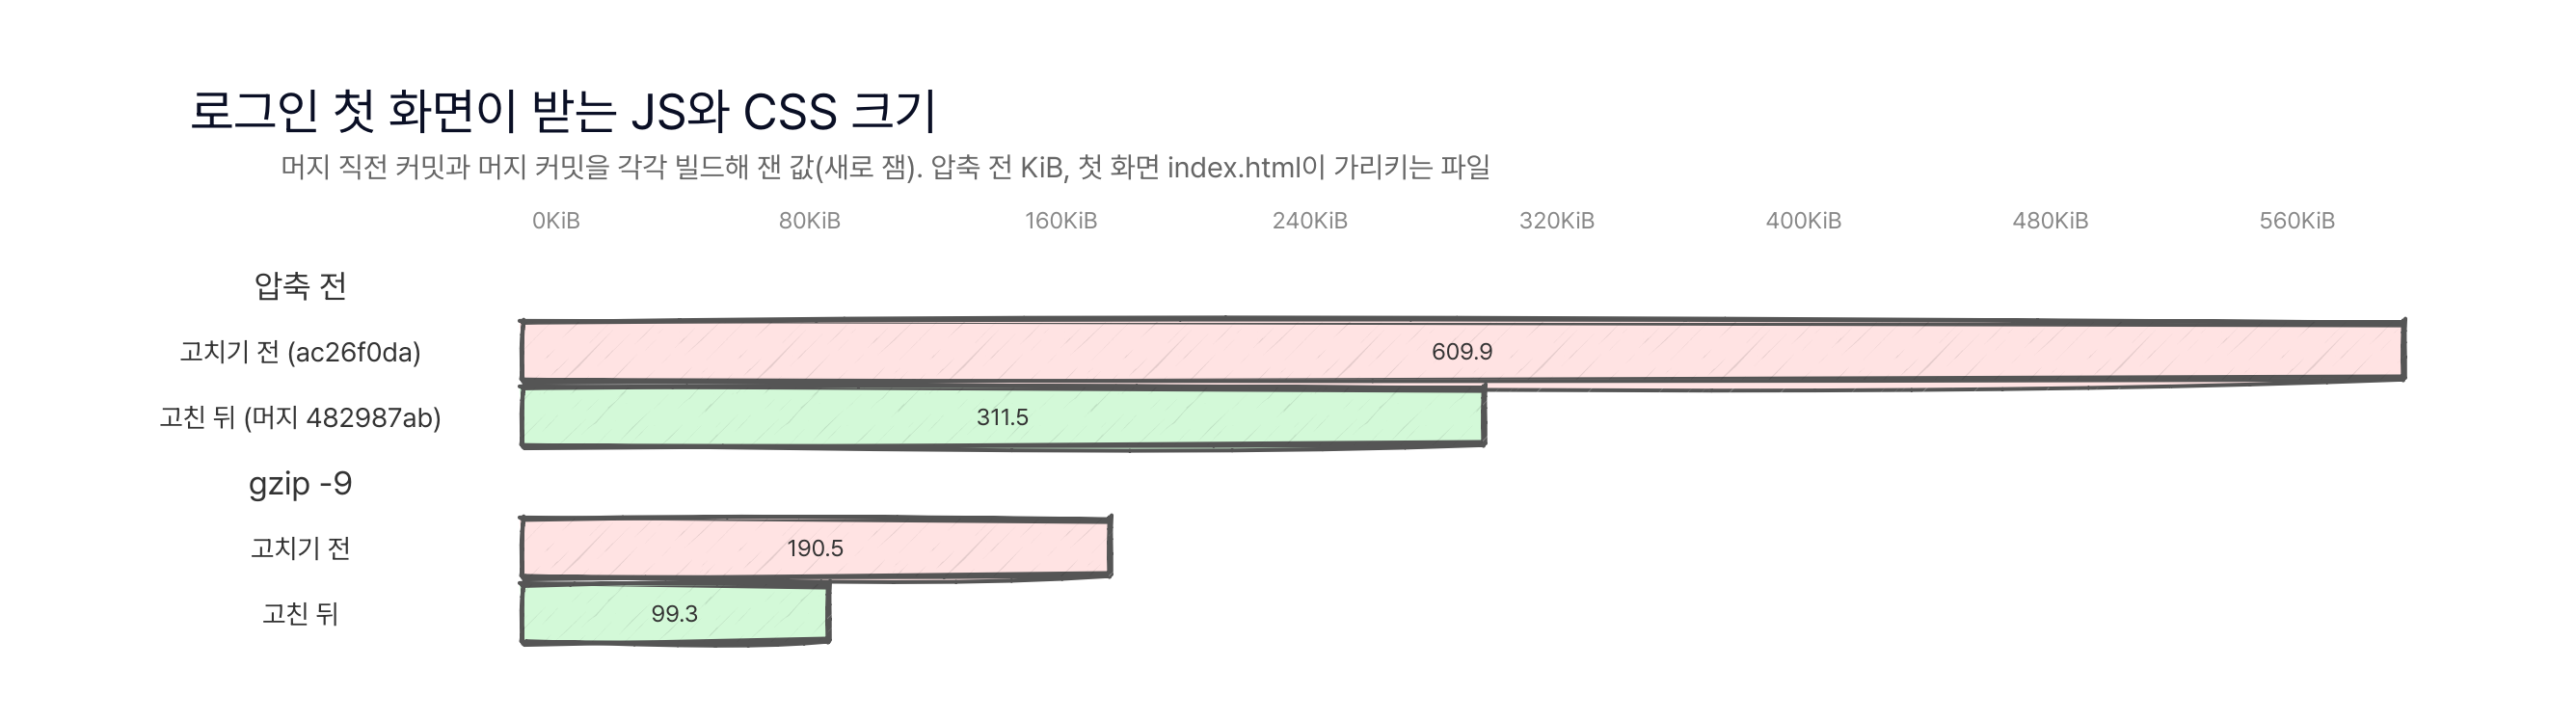 로그인 첫 화면이 받는 JS와 CSS 크기
머지 직전 커밋과 머지 커밋을 각각 빌드해 잰 값(새로 잼). 압축 전 KiB, 첫 화면 index.html이 가리키는 파일
0KiB 80KiB 160KiB 240KiB 320KiB 400KiB 480KiB 560KiB
압축 전
고치기 전 (ac26f0da) 609.9
고친 뒤 (머지 482987ab) 311.5
gzip -9
고치기 전 190.5
고친 뒤 99.3